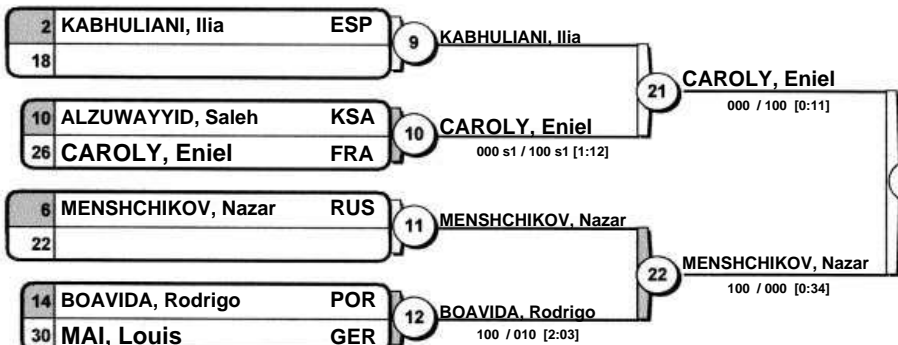 2 KABHULIANI, Ilia ESP
18
9 KABHULIANI, Ilia
10 ALZUWAYYID, Saleh KSA
26 CAROLY, Eniel FRA
10 CAROLY, Eniel
000 s1 / 100 s1 [1:12]
21 CAROLY, Eniel
000 / 100 [0:11]
6 MENSHCHIKOV, Nazar RUS
22
11 MENSHCHIKOV, Nazar
14 BOAVIDA, Rodrigo POR
30 MAI, Louis GER
12 BOAVIDA, Rodrigo
100 / 010 [2:03]
22 MENSHCHIKOV, Nazar
100 / 000 [0:34]